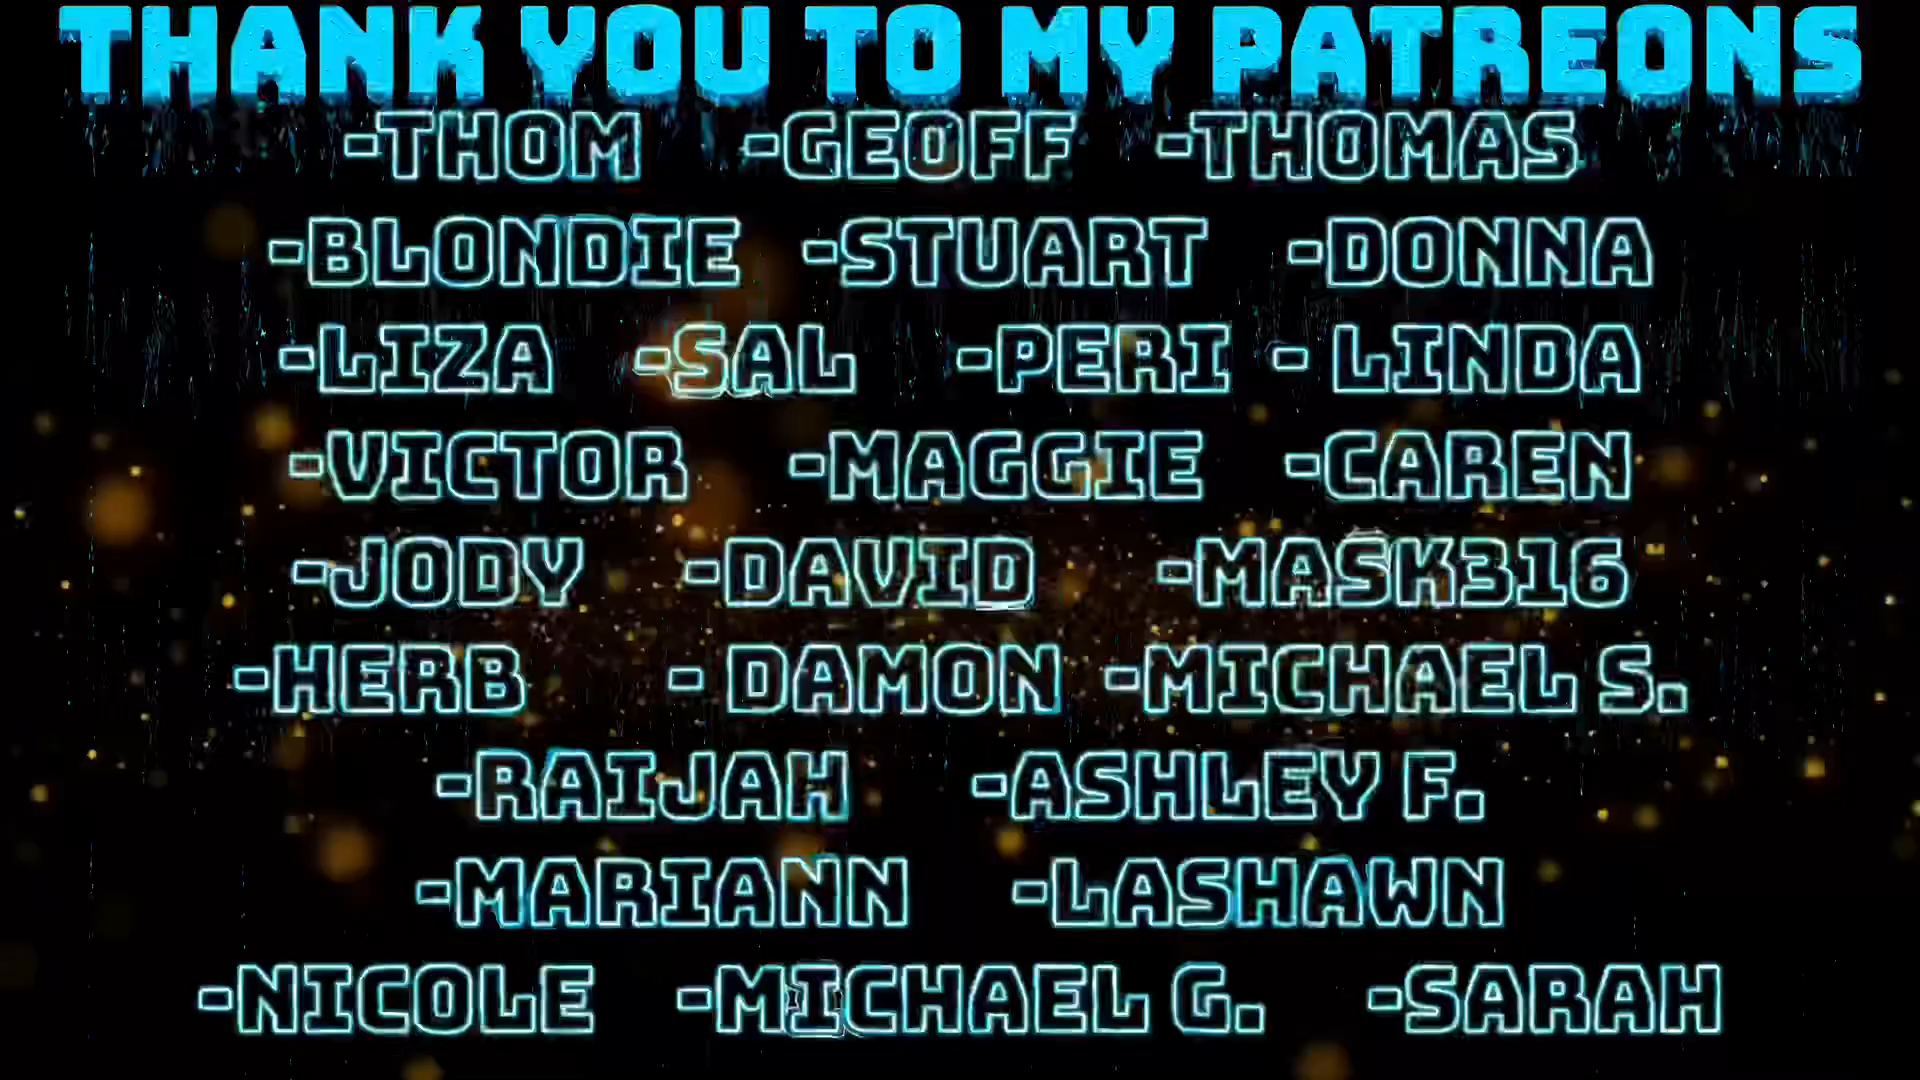 THANK YOU TO MY PATREONS
-THOM -GEOFF -THOMAS
-BLONDIE -STUART -DONNA
-LIZA -SAL -PERI - LINDA
-VICTOR -MAGGIE -CAREN
-JODY -DAVID -MASK316
-HERB - DAMON -MICHAEL S.
-RAIJAH -ASHLEY F.
-MARIANN -LASHAWN
-NICOLE -MICHAEL G. -SARAH